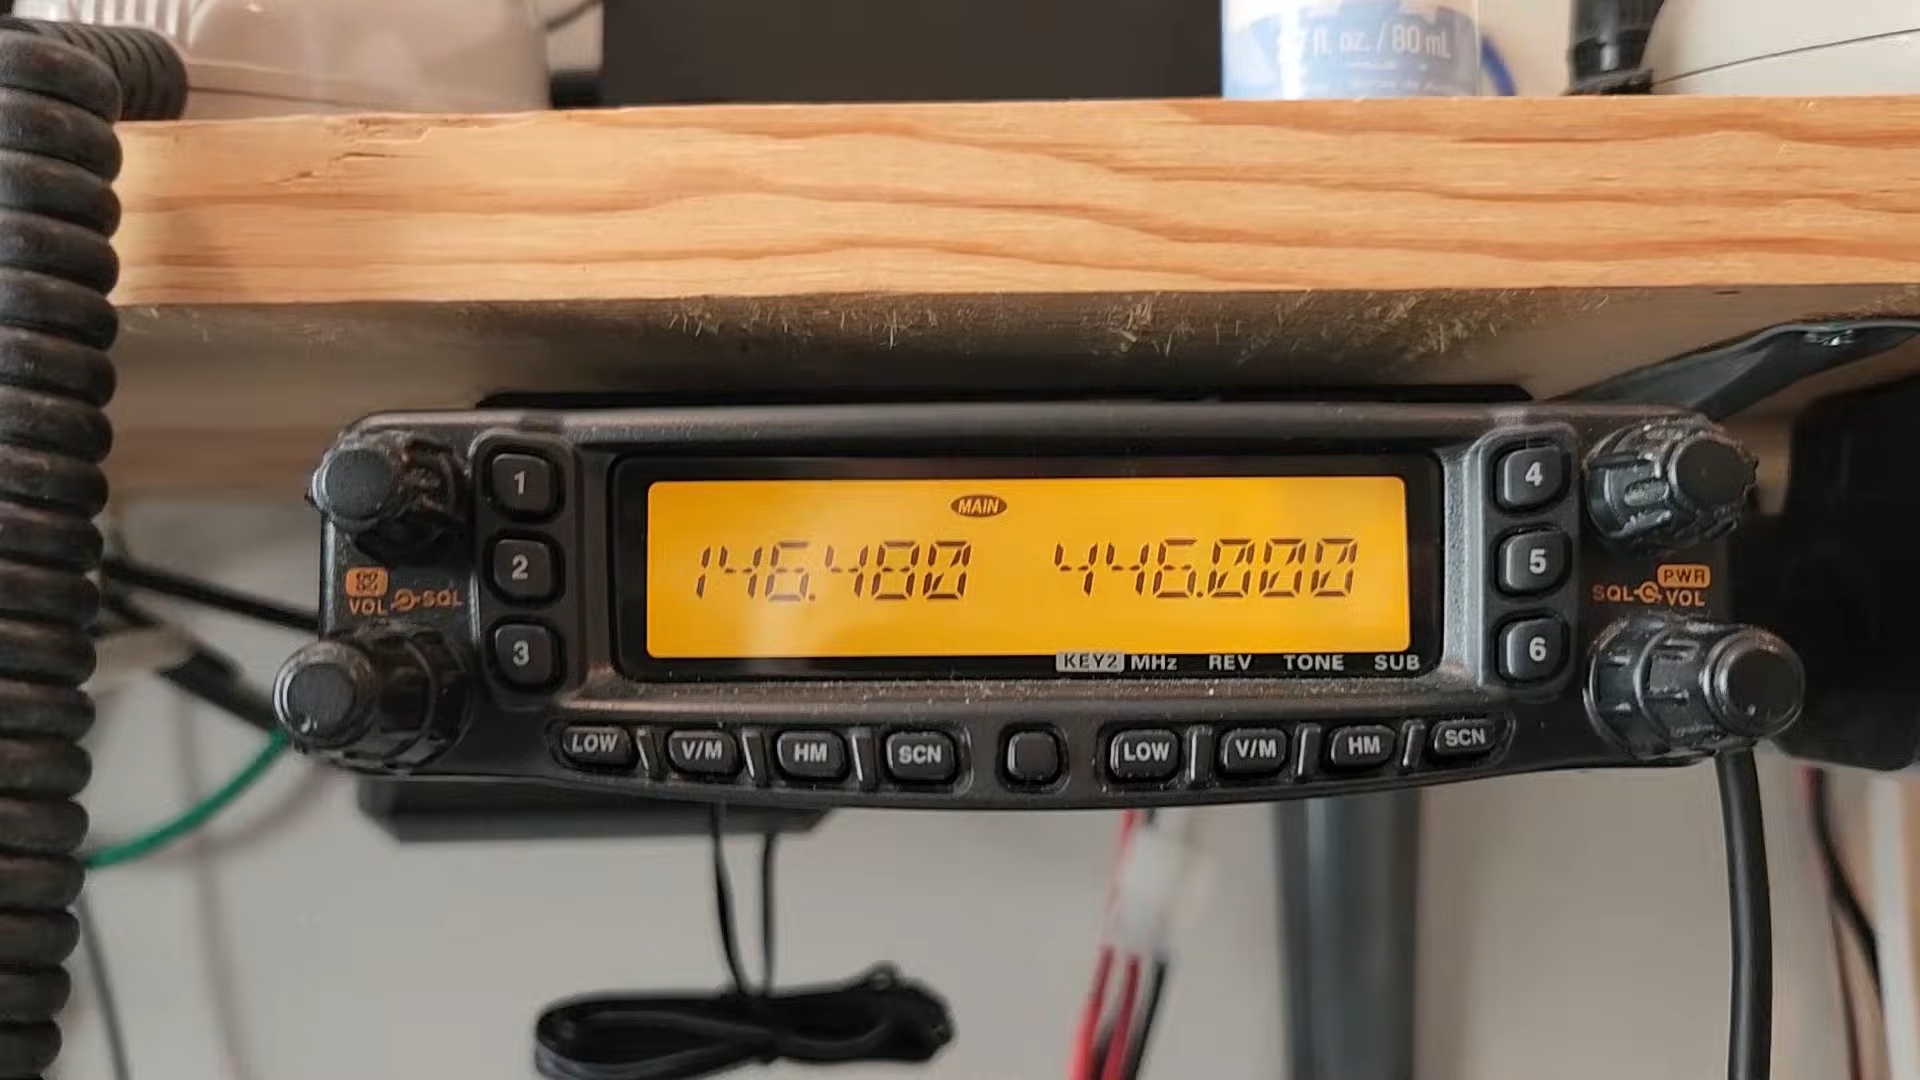 fl. oz. / 80 mL
MAIN
146.480 446.000
KEY2 MHz REV TONE SUB
1
2
3
4
5
6
VOL SQL
PWR
SQL VOL
LOW V/M HM SCN LOW V/M HM SCN